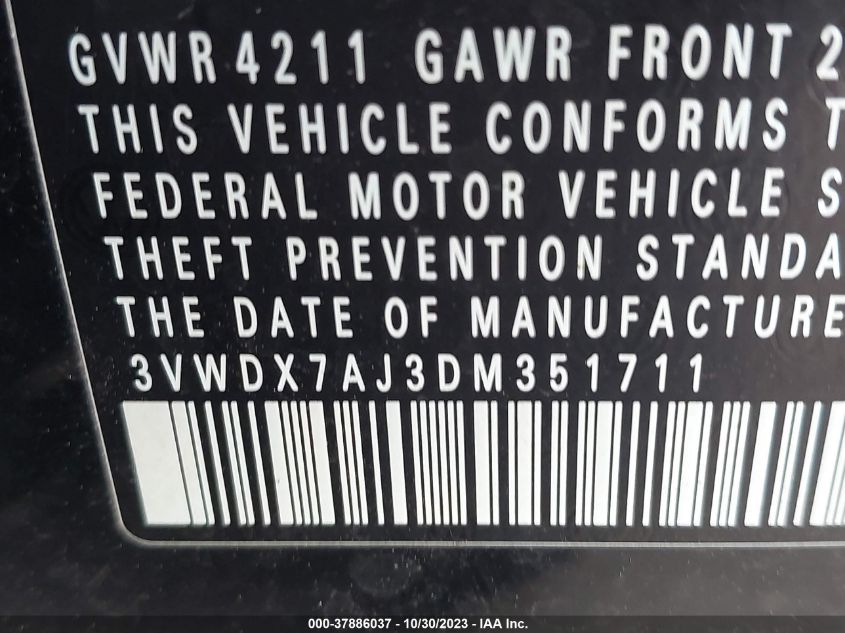 GVWR 4211 GAWR FRONT 2
THIS VEHICLE CONFORMS T
FEDERAL MOTOR VEHICLE S
THEFT PREVENTION STANDA
THE DATE OF MANUFACTURE
3VWDX7AJ3DM351711
000-37886037 - 10/30/2023 - IAA Inc.